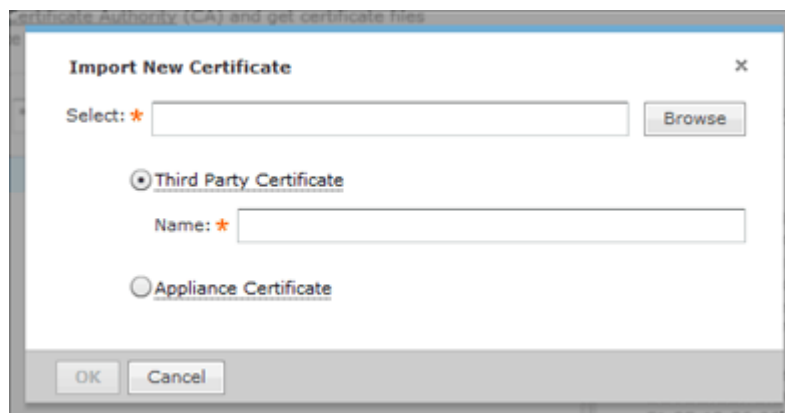 Certificate Authority (CA) and get certificate files
Import New Certificate ×
Select: * Browse
Third Party Certificate
Name: *
Appliance Certificate
OK Cancel